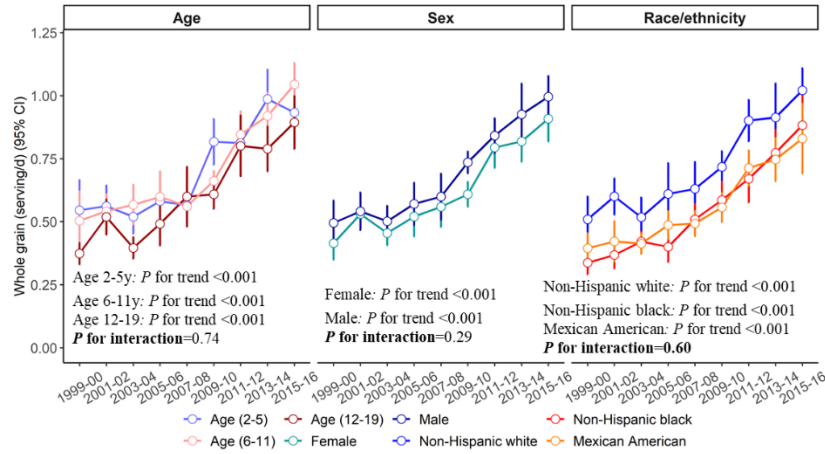 Age
Sex
Race/ethnicity
Whole grain (serving/d) (95% CI)
1.25
1.00
0.75
0.50
0.25
0.00
Age 2-5y: P for trend <0.001
Age 6-11y: P for trend <0.001
Age 12-19: P for trend <0.001
P for interaction=0.74
Female: P for trend <0.001
Male: P for trend <0.001
P for interaction=0.29
Non-Hispanic white: P for trend <0.001
Non-Hispanic black: P for trend <0.001
Mexican American: P for trend <0.001
P for interaction=0.60
1999-00 2001-02 2003-04 2005-06 2007-08 2009-10 2011-12 2013-14 2015-16
1999-00 2001-02 2003-04 2005-06 2007-08 2009-10 2011-12 2013-14 2015-16
1999-00 2001-02 2003-04 2005-06 2007-08 2009-10 2011-12 2013-14 2015-16
Age (2-5) Age (12-19) Male Non-Hispanic black
Age (6-11) Female Non-Hispanic white Mexican American